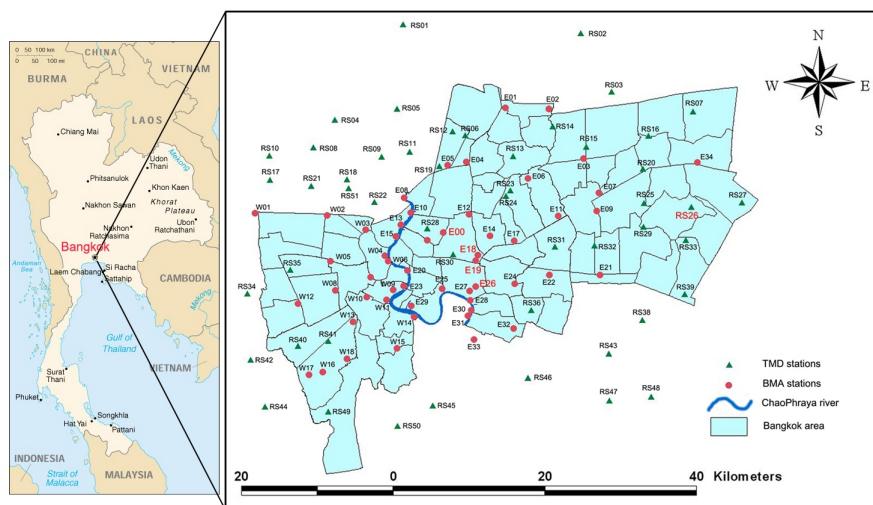 0 50 100 km
0 50 100 mi
CHINA
VIETNAM
BURMA
LAOS
Chiang Mai
Udon Thani
Mekong
Phitsanulok
Khon Kaen
Khorat Plateau
Nakhon Sawan
Ubon Ratchathani
Nakhon Ratchasima
Bangkok
Si Racha
Laem Chabang
Sattahip
Andaman Sea
CAMBODIA
Mekong
Gulf of Thailand
VIETNAM
Surat Thani
Phuket
Songkhla
Hat Yai
Pattani
INDONESIA
Strait of Malacca
MALAYSIA
N
W E
S
RS01
RS02
RS03
RS05
RS04
E01
E02
RS07
RS12
RS06
RS14
RS16
RS10
RS08
RS09
RS11
RS13
RS15
RS19
E05
E04
E03
RS20
E34
RS17
RS21
RS18
RS51
RS22
E06
RS23
RS24
E07
E09
RS25
RS26
RS27
E08
E10
W01
W02
W03
E13
E15
RS28
E00
E12
E14
E17
E11
RS29
RS31
RS32
RS33
W04
W05
W06
RS30
E18
E19
E26
RS35
E20
E24
E22
E21
RS34
W12
W08
W09
E23
E25
E27
E28
RS39
W10
W11
E29
E30
E31
RS36
RS38
W13
W14
E32
E33
RS40
RS41
W15
RS42
W18
W17
W16
RS43
RS46
RS44
RS49
RS45
RS50
RS47
RS48
TMD stations
BMA stations
ChaoPhraya river
Bangkok area
20 0 20 40 Kilometers